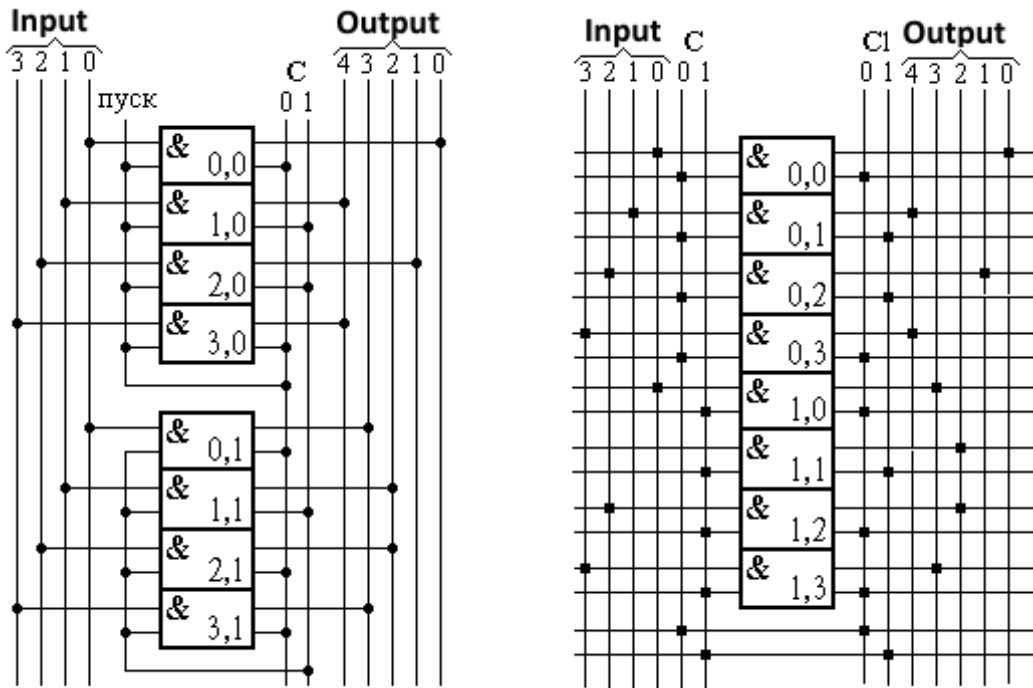 Input
Output
3 2 1 0
C
4 3 2 1 0
пуск
0 1
&
0,0
&
1,0
&
2,0
&
3,0
&
0,1
&
1,1
&
2,1
&
3,1
Input
C
C1
Output
3 2 1 0 0 1
0 1 4 3 2 1 0
&
0,0
&
0,1
&
0,2
&
0,3
&
1,0
&
1,1
&
1,2
&
1,3